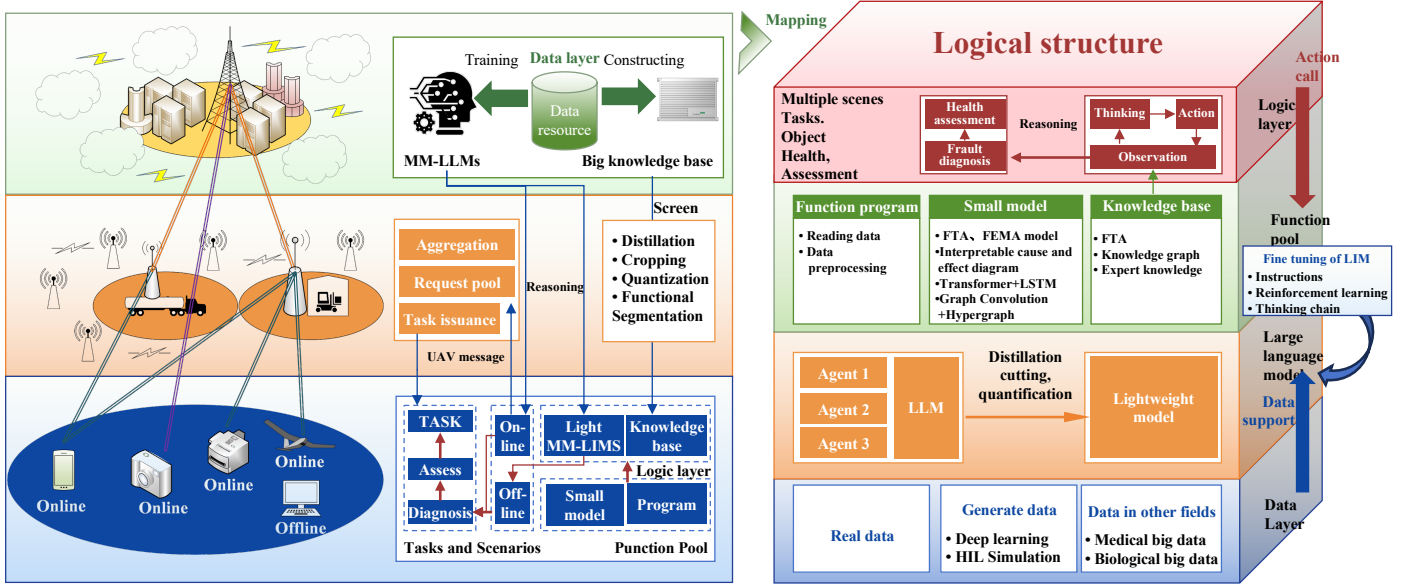 Training
Data layer
Constructing
Data
resource
MM-LLMs
Big knowledge base
Screen
Aggregation
Request pool
Task issuance
Reasoning
• Distillation
• Cropping
• Quantization
• Functional
Segmentation
UAV message
Online
Online
Online
Online
Offline
TASK
Assess
Diagnosis
On-
line
Off-
line
Light
MM-LIMS
Knowledge
base
Logic layer
Small
model
Program
Tasks and Scenarios
Punction Pool
Mapping
Logical structure
Action
call
Logic
layer
Multiple scenes
Tasks.
Object
Health,
Assessment
Health
assessment
Frault
diagnosis
Reasoning
Thinking
Action
Observation
Function program
• Reading data
• Data
preprocessing
Small model
• FTA、FEMA model
• Interpretable cause and
effect diagram
• Transformer+LSTM
• Graph Convolution
+Hypergraph
Knowledge base
• FTA
• Knowledge graph
• Expert knowledge
Function
pool
Fine tuning of LIM
• Instructions
• Reinforcement learning
• Thinking chain
Agent 1
Agent 2
Agent 3
LLM
Distillation
cutting,
quantification
Lightweight
model
Large
language
model
Data
support
Real data
Generate data
• Deep learning
• HIL Simulation
Data in other fields
• Medical big data
• Biological big data
Data
Layer